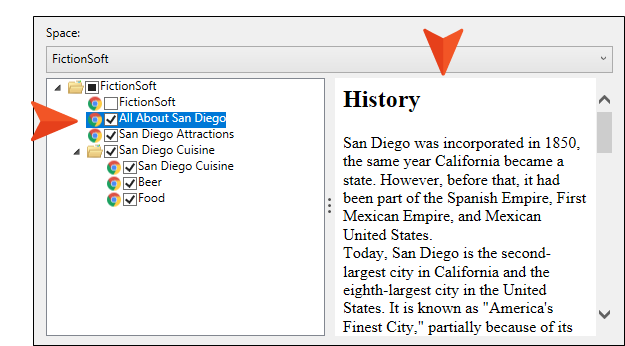 Space:
FictionSoft
FictionSoft
FictionSoft
All About San Diego
San Diego Attractions
San Diego Cuisine
San Diego Cuisine
Beer
Food
History
San Diego was incorporated in 1850,
the same year California became a
state. However, before that, it had
been part of the Spanish Empire, First
Mexican Empire, and Mexican
United States.
Today, San Diego is the second-
largest city in California and the
eighth-largest city in the United
States. It is known as "America's
Finest City," partially because of its